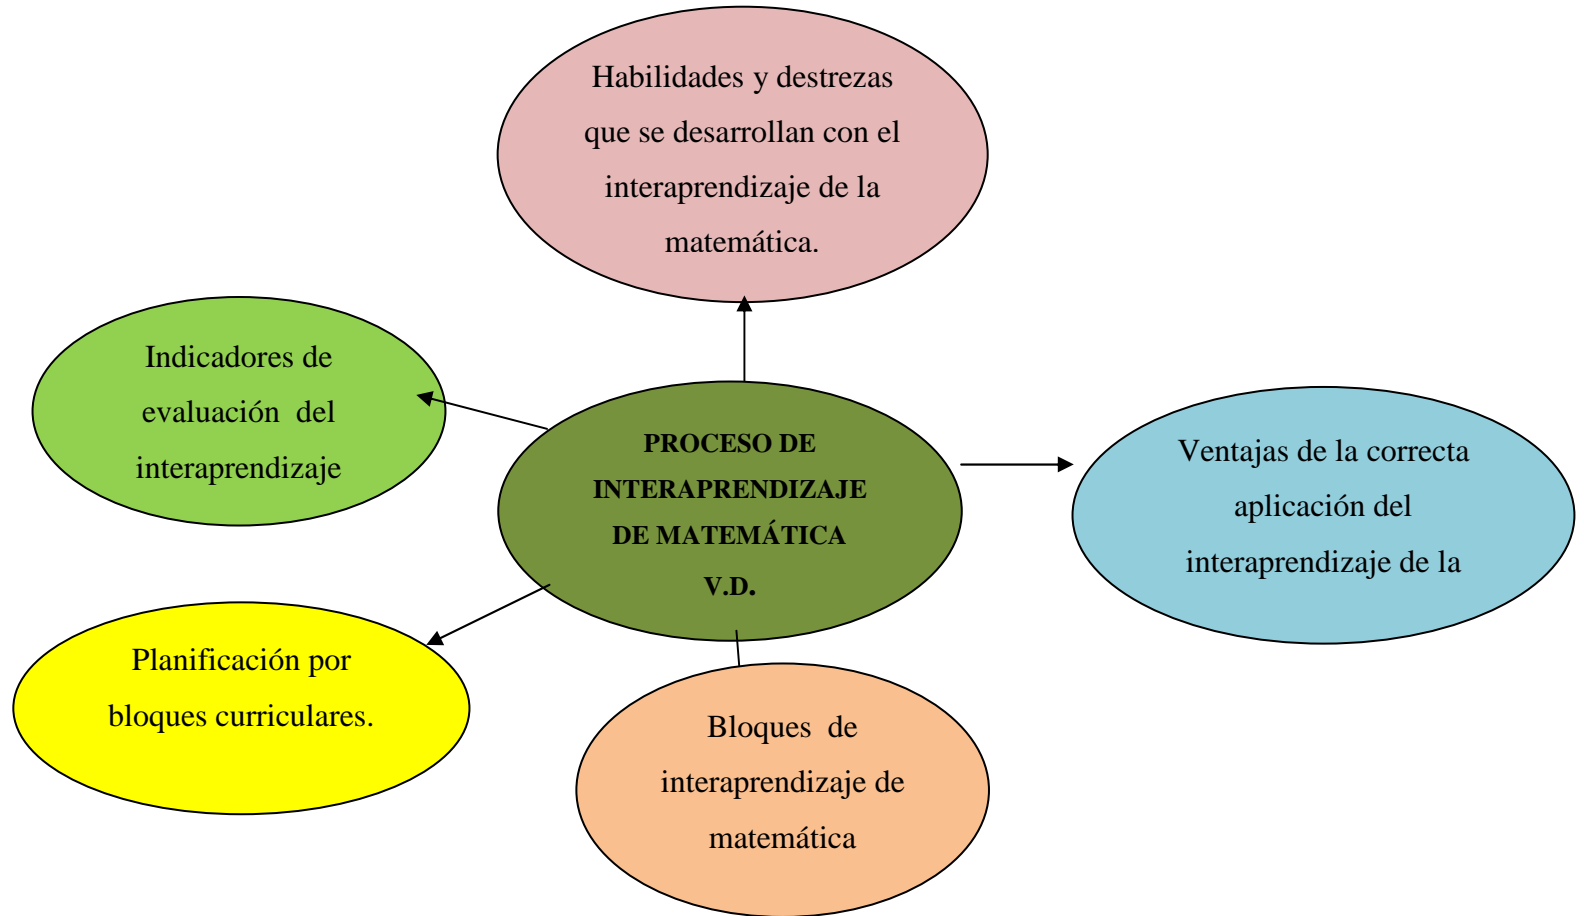 Habilidades y destrezas
que se desarrollan con el
interaprendizaje de la
matemática.
Indicadores de
evaluación  del
interaprendizaje
PROCESO DE
INTERAPRENDIZAJE
DE MATEMÁTICA
V.D.
Ventajas de la correcta
aplicación del
interaprendizaje de la
Planificación por
bloques curriculares.
Bloques  de
interaprendizaje de
matemática